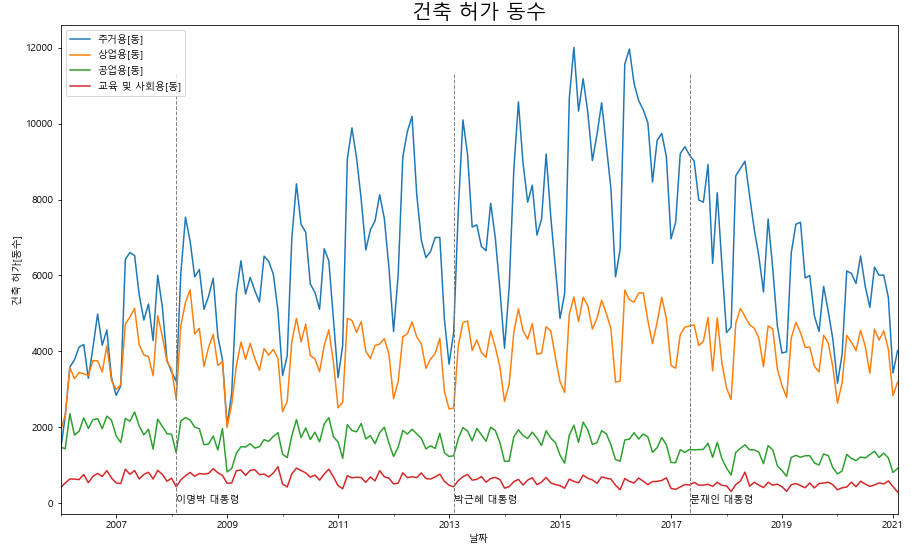 건축 허가 동수
주거용[동]
상업용[동]
공업용[동]
교육 및 사회용[동]
12000
10000
8000
6000
4000
2000
0
건축 허가[동수]
이명박 대통령
박근혜 대통령
문재인 대통령
2007
2009
2011
2013
2015
2017
2019
2021
날짜